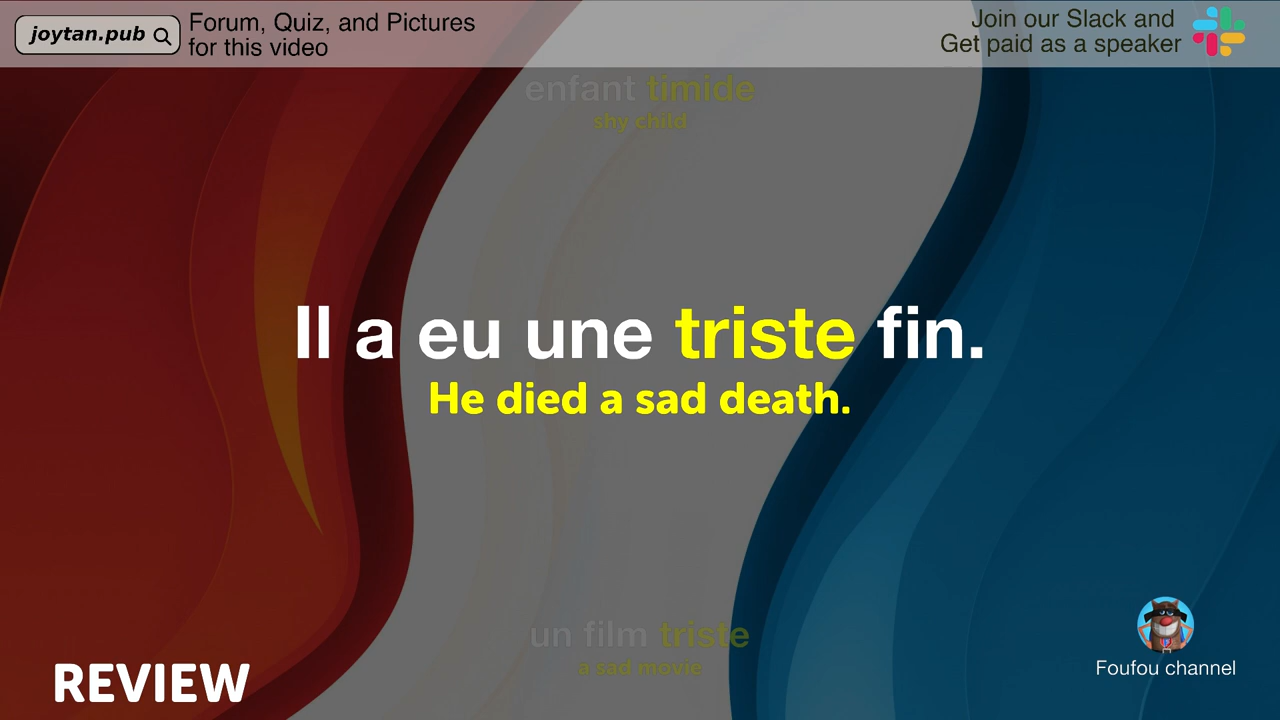 joytan.pub
Forum, Quiz, and Pictures
for this video
Join our Slack and
Get paid as a speaker
enfant timide
shy child
Il a eu une triste fin.
He died a sad death.
un film triste
a sad movie
REVIEW
Foufou channel